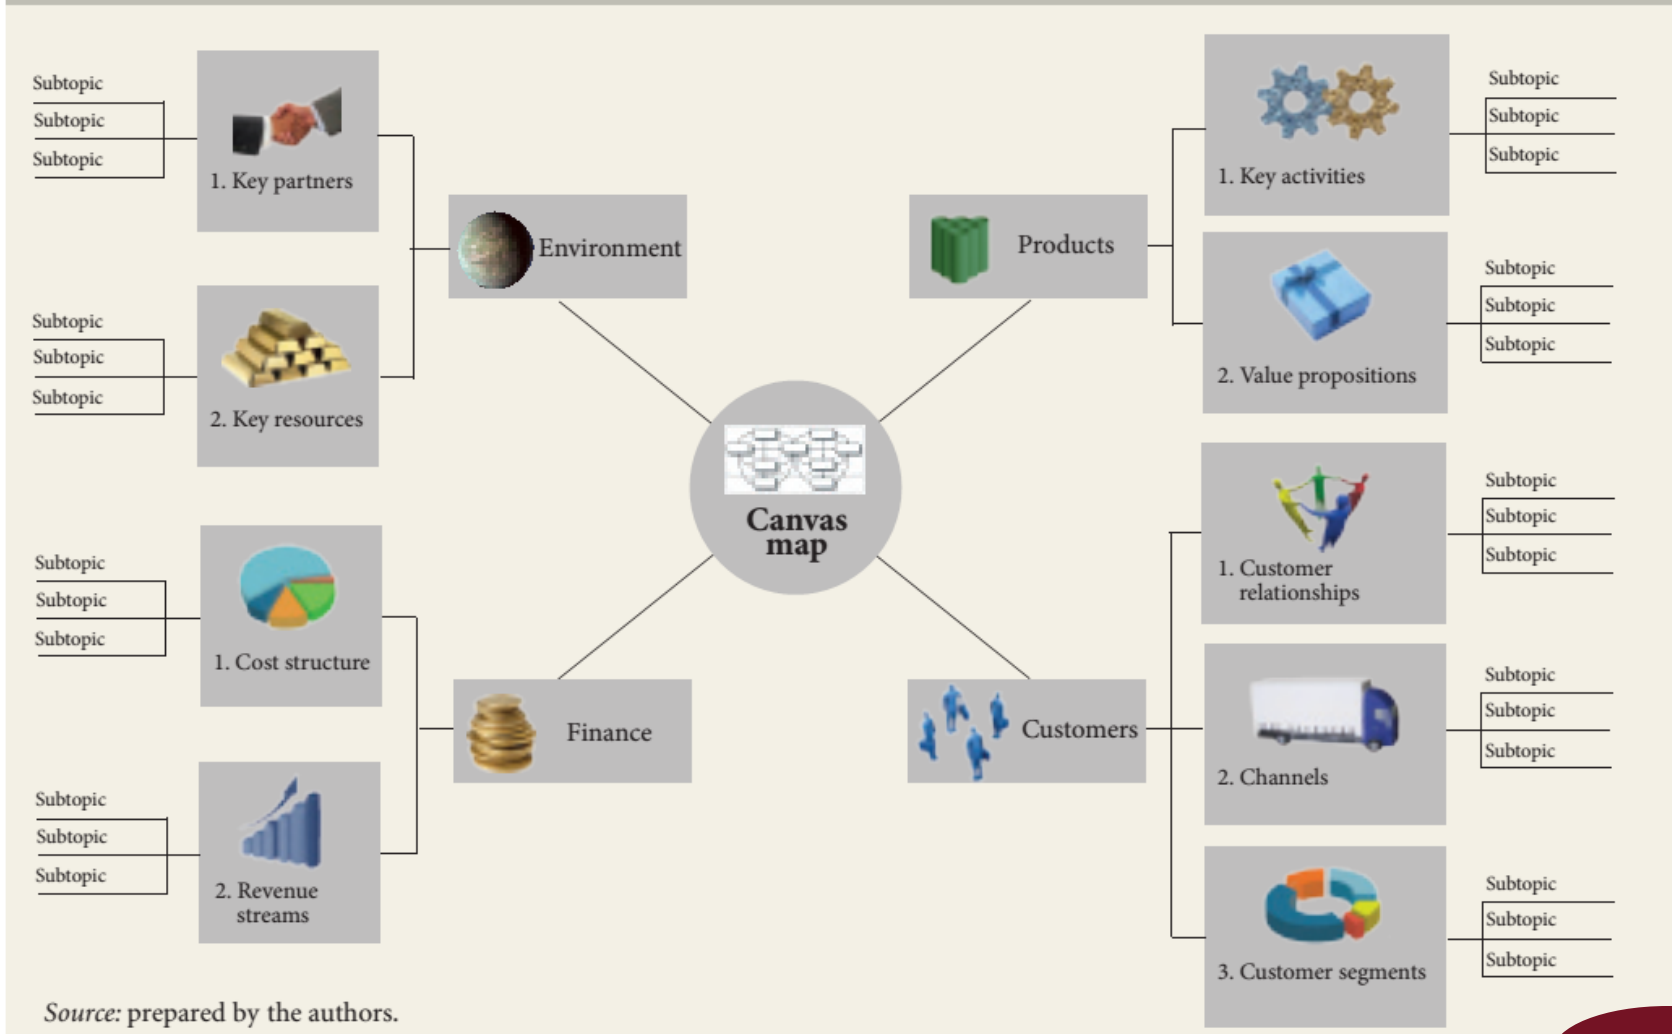 Subtopic
Subtopic
Subtopic
1. Key partners
Subtopic
Subtopic
Subtopic
2. Key resources
Environment
Subtopic
Subtopic
Subtopic
1. Cost structure
Subtopic
Subtopic
Subtopic
2. Revenue
streams
Finance
Canvas
map
Products
1. Key activities
Subtopic
Subtopic
Subtopic
2. Value propositions
Subtopic
Subtopic
Subtopic
Customers
1. Customer
relationships
Subtopic
Subtopic
Subtopic
2. Channels
Subtopic
Subtopic
Subtopic
3. Customer segments
Subtopic
Subtopic
Subtopic
Source: prepared by the authors.